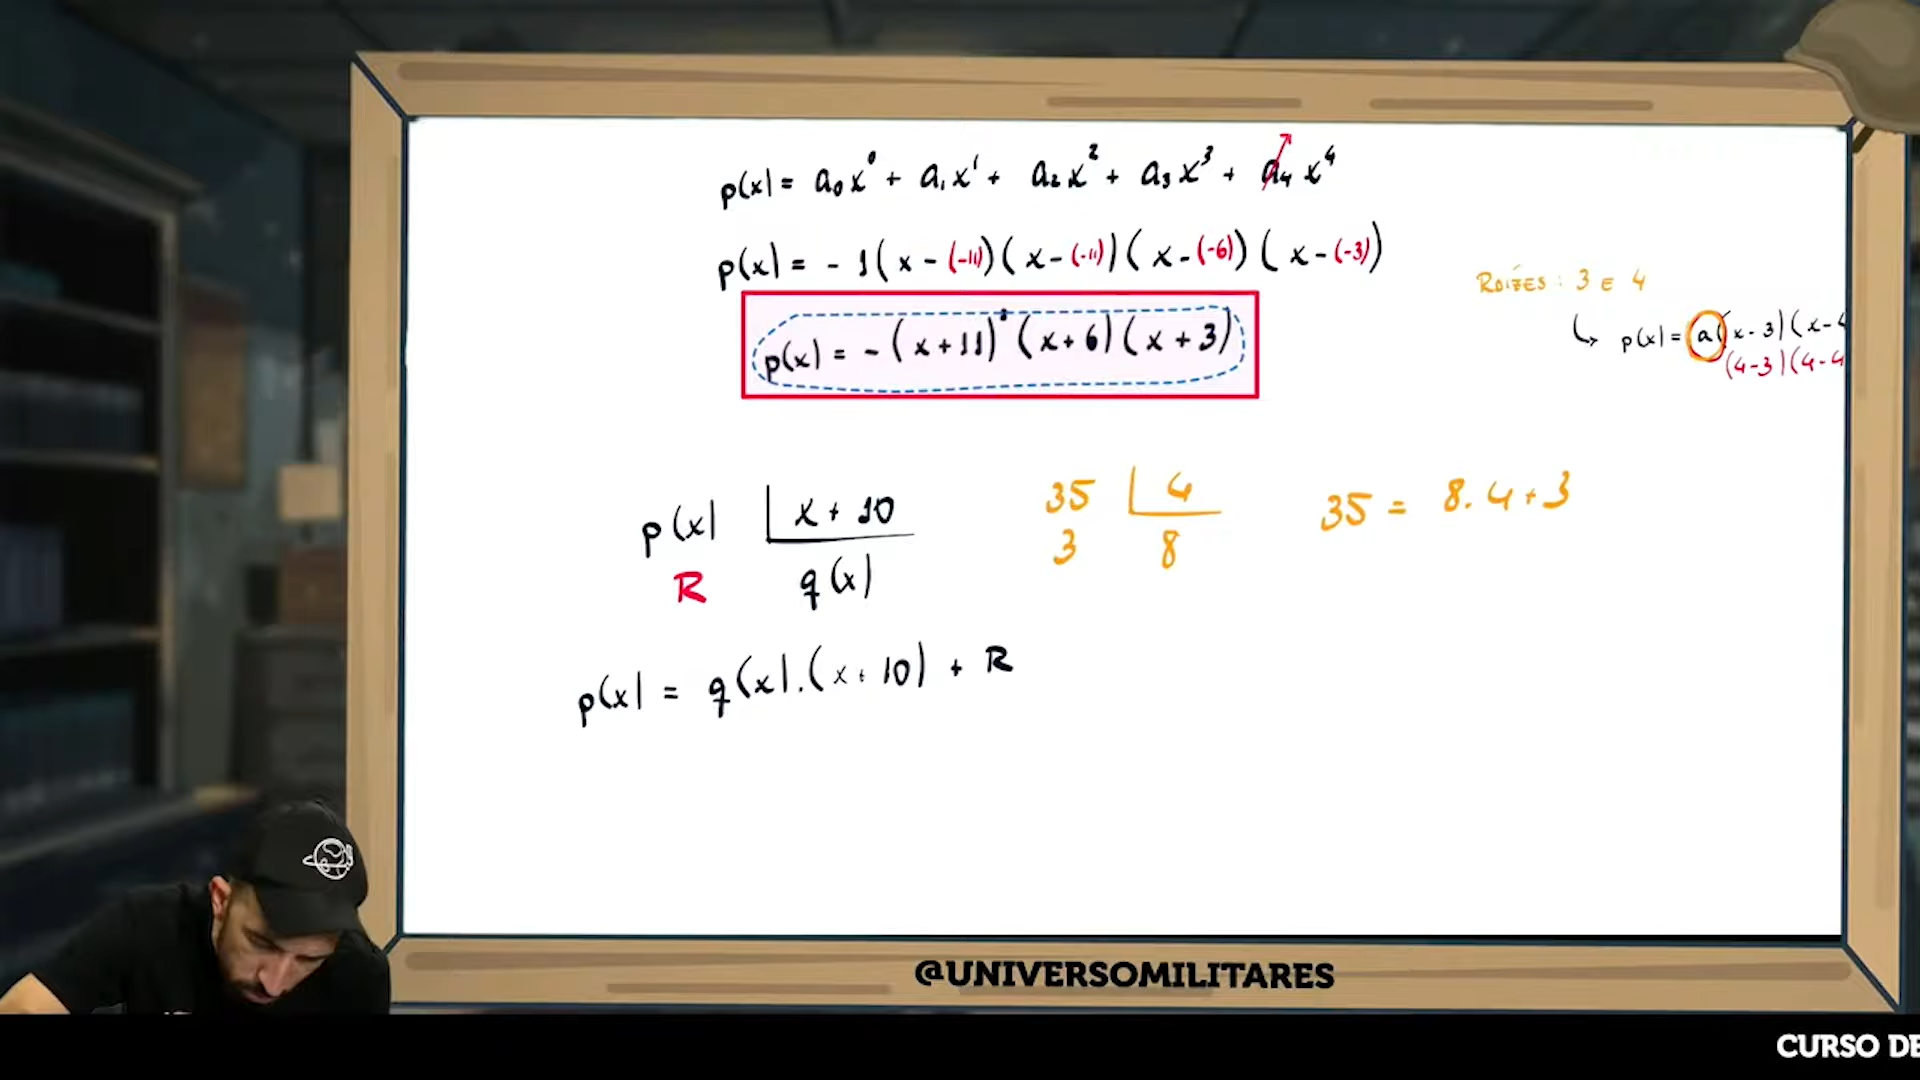 p(x) = a₀x⁰ + a₁x¹ + a₂x² + a₃x³ + a₄x⁴
p(x) = -1(x-(-11))(x-(-11))(x-(-6))(x-(-3))
p(x) = -(x+11)²(x+6)(x+3)
Raízes: 3 e 4
↳ p(x) = a(x-3)(x-4
(4-3)(4-4
p(x) | x+10
R q(x)
35 | 4
3 8
35 = 8.4+3
p(x) = q(x).(x+10) + R
@UNIVERSOMILITARES
CURSO DE